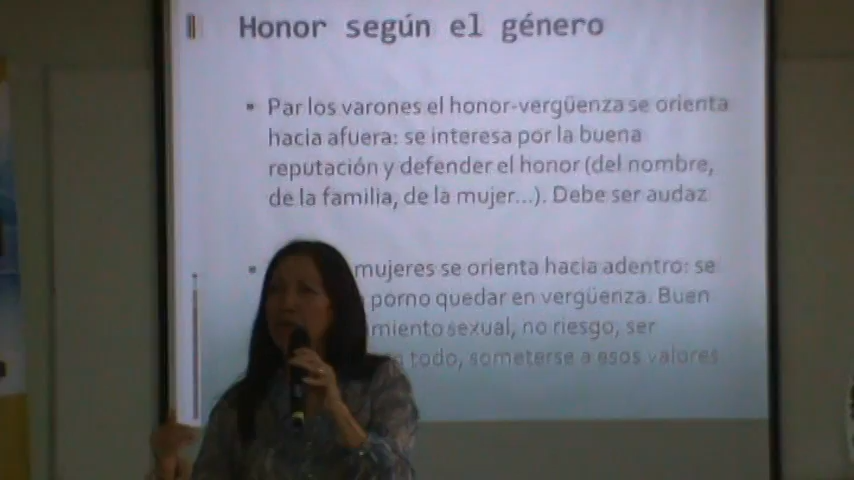 Honor según el género
▪ Par los varones el honor-vergüenza se orienta
hacia afuera: se interesa por la buena
reputación y defender el honor (del nombre,
de la familia, de la mujer...). Debe ser audaz
▪ mujeres se orienta hacia adentro: se
porno quedar en vergüenza. Buen
sexual, no riesgo, ser
todo, someterse a esos valores